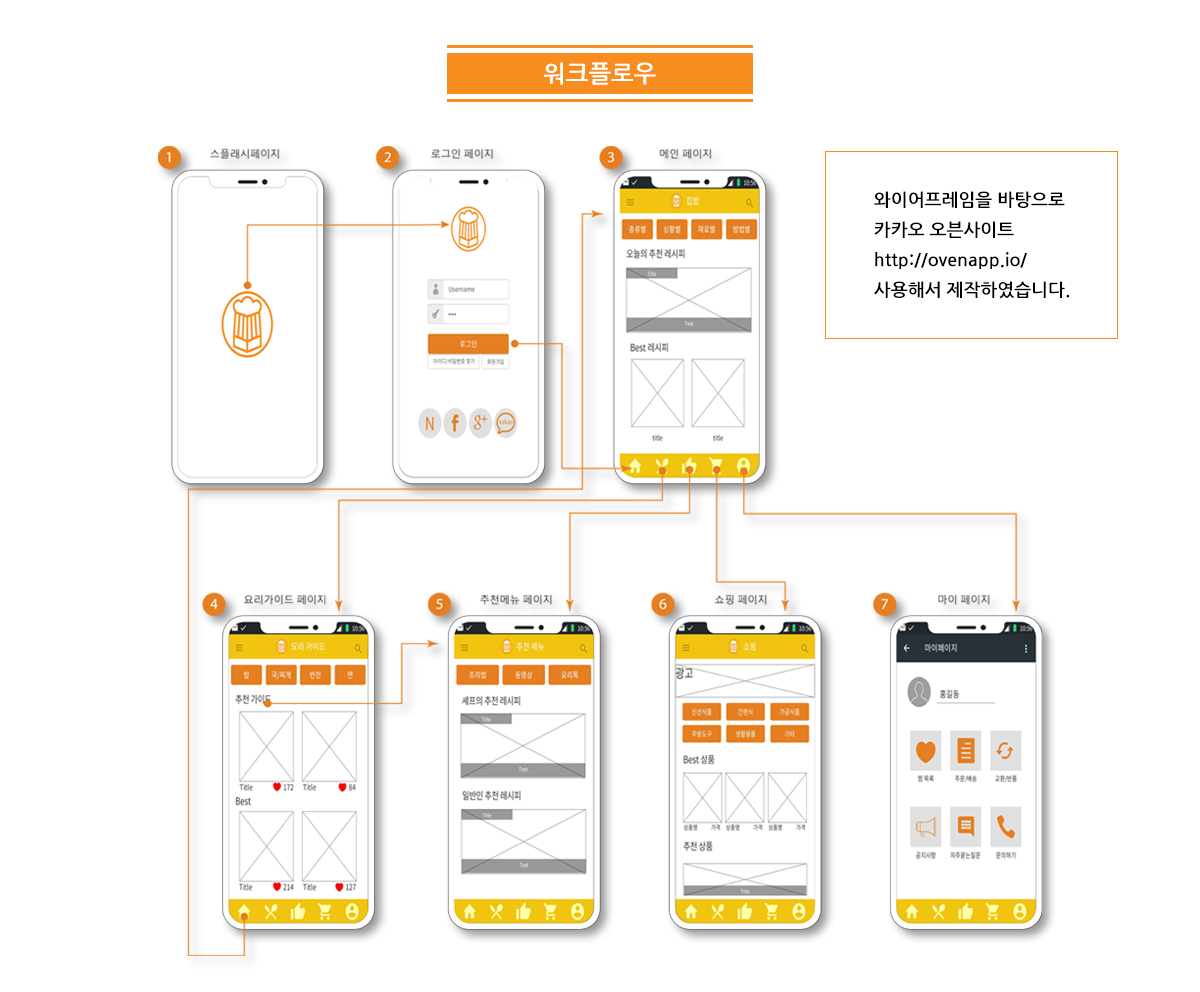 워크플로우
1 스플래시페이지
2 로그인 페이지
Username
••••
로그인
아이디/비밀번호 찾기 회원가입
N f g+
3 메인 페이지
10:50
집밥
종류별 상황별 재료별 방법별
오늘의 추천 레시피
Title
Text
Best 레시피
title title
와이어프레임을 바탕으로
카카오 오븐사이트
http://ovenapp.io/
사용해서 제작하였습니다.
4 요리가이드 페이지
10:50
요리 가이드
밥 국/찌개 반찬 면
추천 가이드
Title 172 Title 84
Best
Title 214 Title 127
5 추천메뉴 페이지
10:50
추천 메뉴
조리법 동영상 요리톡
셰프의 추천 레시피
Title
Text
일반인 추천 레시피
Title
Text
6 쇼핑 페이지
10:50
쇼핑
광고
신선식품 간편식 가공식품
주방도구 생활용품 기타
Best 상품
상품명 가격 상품명 가격 상품명 가격
추천 상품
Title
7 마이 페이지
10:50
마이페이지
홍길동
찜 목록 주문/배송 교환/반품
공지사항 자주묻는질문 문의하기